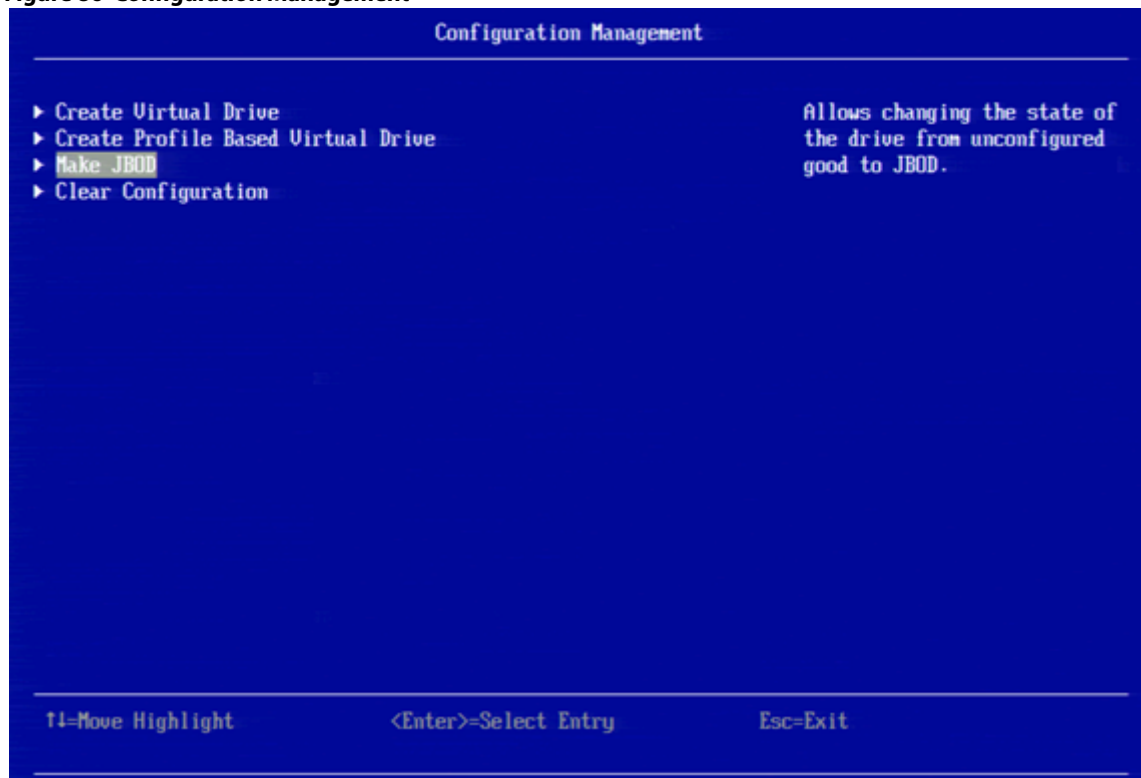 Configuration Management
▶ Create Virtual Drive
▶ Create Profile Based Virtual Drive
▶ Make JBOD
▶ Clear Configuration
Allows changing the state of
the drive from unconfigured
good to JBOD.
↑↓=Move Highlight <Enter>=Select Entry Esc=Exit